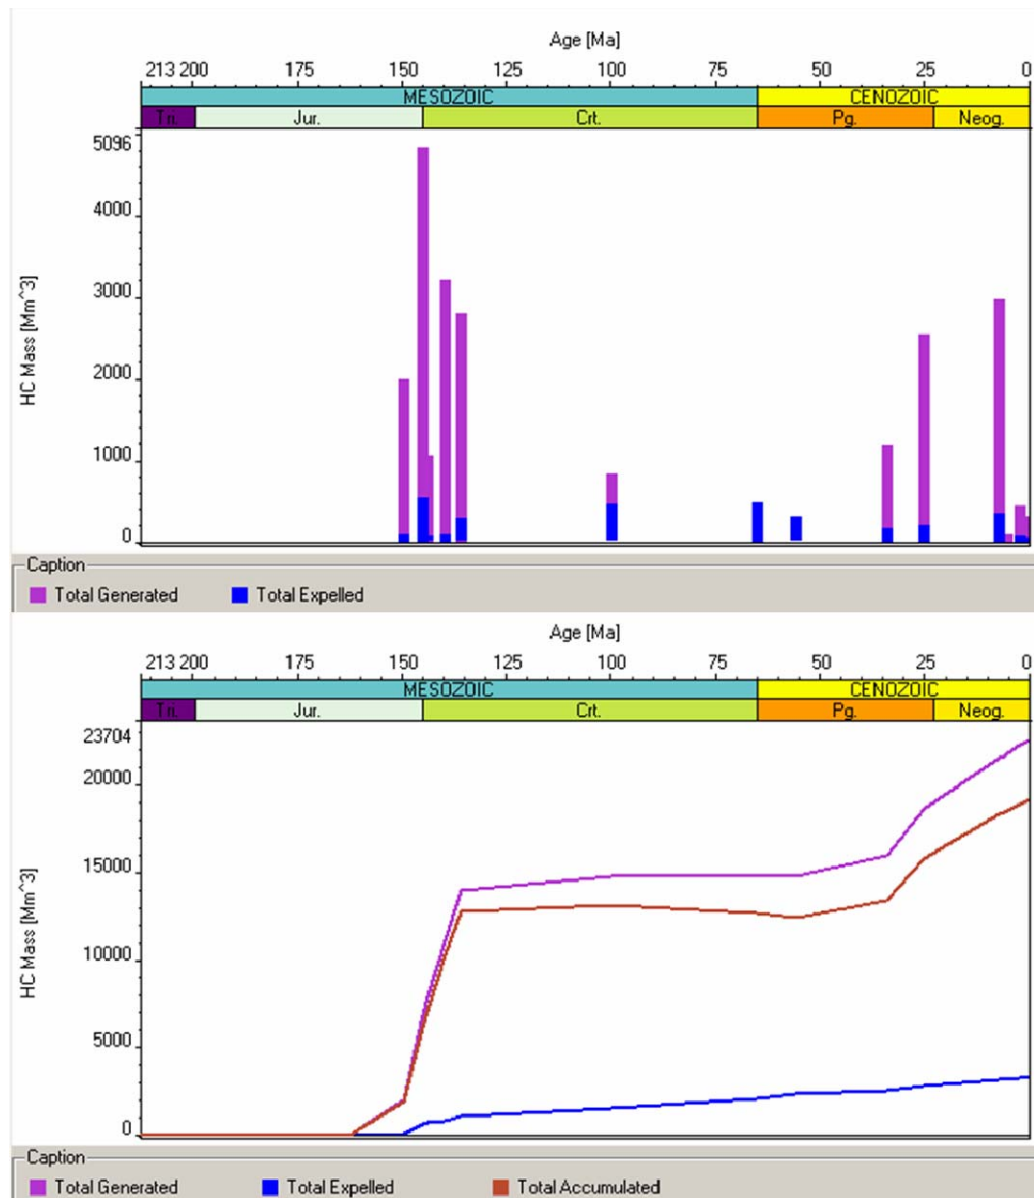 Age [Ma]
213 200 175 150 125 100 75 50 25 0
MESOZOIC CENOZOIC
Tri. Jur. Crt. Pg. Neog.
5096
4000
3000
2000
1000
0
HC Mass [Mm^3]
Caption
Total Generated Total Expelled
Age [Ma]
213 200 175 150 125 100 75 50 25 0
MESOZOIC CENOZOIC
Tri. Jur. Crt. Pg. Neog.
23704
20000
15000
10000
5000
0
HC Mass [Mm^3]
Caption
Total Generated Total Expelled Total Accumulated